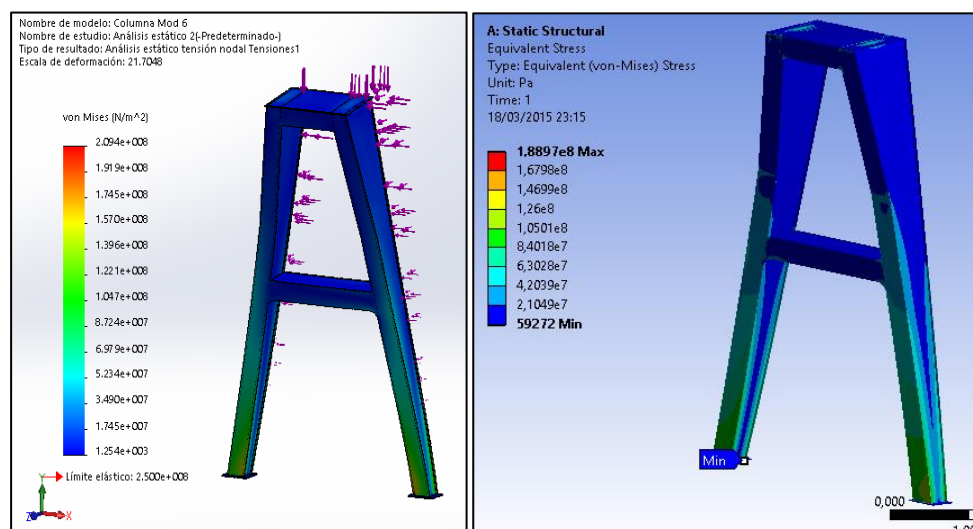 Nombre de modelo: Columna Mod 6
Nombre de estudio: Análisis estático 2(-Predeterminado-)
Tipo de resultado: Análisis estático tensión nodal Tensiones1
Escala de deformación: 21.7048
von Mises (N/m^2)
2.094e+008
1.919e+008
1.745e+008
1.570e+008
1.396e+008
1.221e+008
1.047e+008
8.724e+007
6.979e+007
5.234e+007
3.490e+007
1.745e+007
1.254e+003
Límite elástico: 2.500e+008
Y
Z
X
A: Static Structural
Equivalent Stress
Type: Equivalent (von-Mises) Stress
Unit: Pa
Time: 1
18/03/2015 23:15
1,8897e8 Max
1,6798e8
1,4699e8
1,26e8
1,0501e8
8,4018e7
6,3028e7
4,2039e7
2,1049e7
59272 Min
Min
0,000